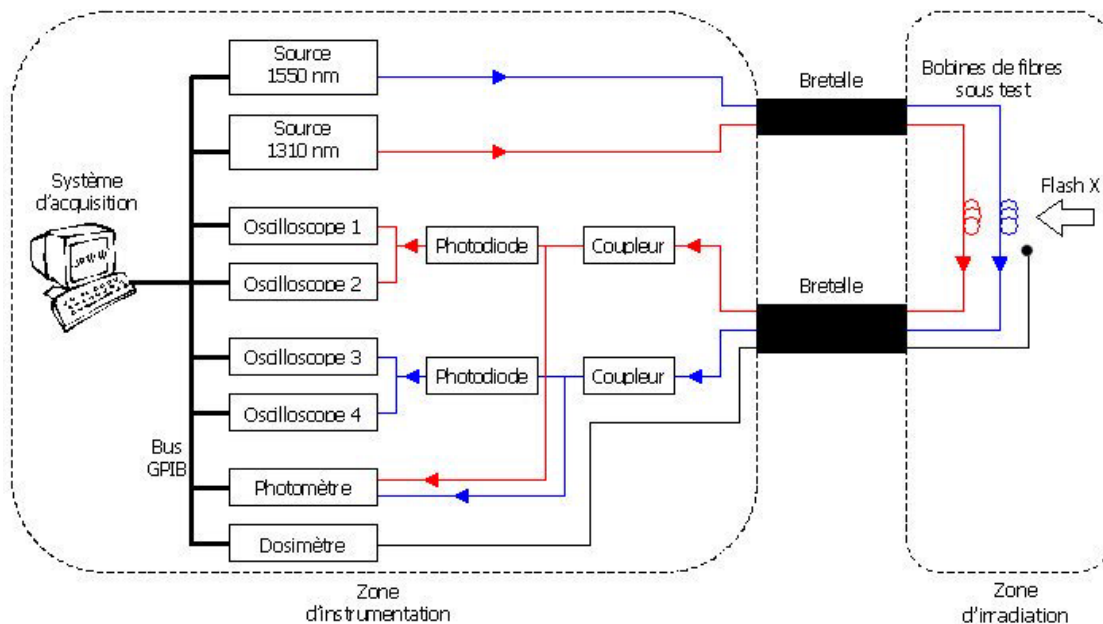 Source
1550 nm
Source
1310 nm
Système
d'acquisition
Oscilloscope 1
Oscilloscope 2
Photodiode
Coupleur
Oscilloscope 3
Oscilloscope 4
Photodiode
Coupleur
Bus
GPIB
Photomètre
Dosimètre
Zone
d'instrumentation
Bretelle
Bretelle
Bobines de fibres
sous test
Flash X
Zone
d'irradiation